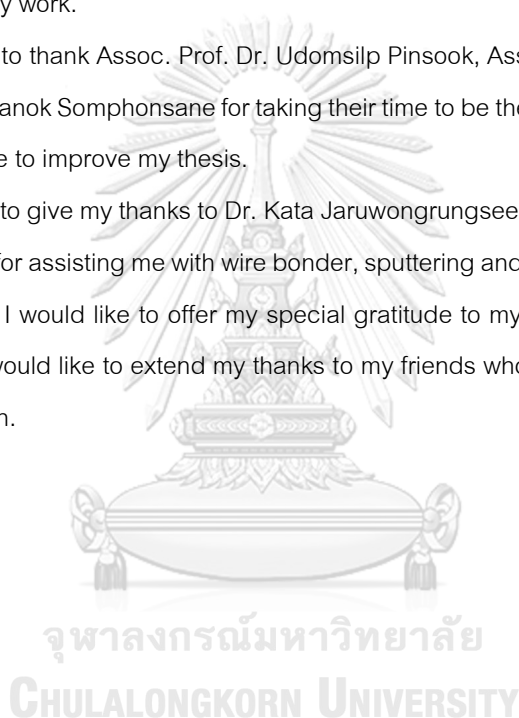 y work.
to thank Assoc. Prof. Dr. Udomsilp Pinsook, Ass
anok Somphonsane for taking their time to be the
e to improve my thesis.
to give my thanks to Dr. Kata Jaruwongrungsee
for assisting me with wire bonder, sputtering and
I would like to offer my special gratitude to my
would like to extend my thanks to my friends who
n.
จุฬาลงกรณ์มหาวิทยาลัย
CHULALONGKORN UNIVERSITY